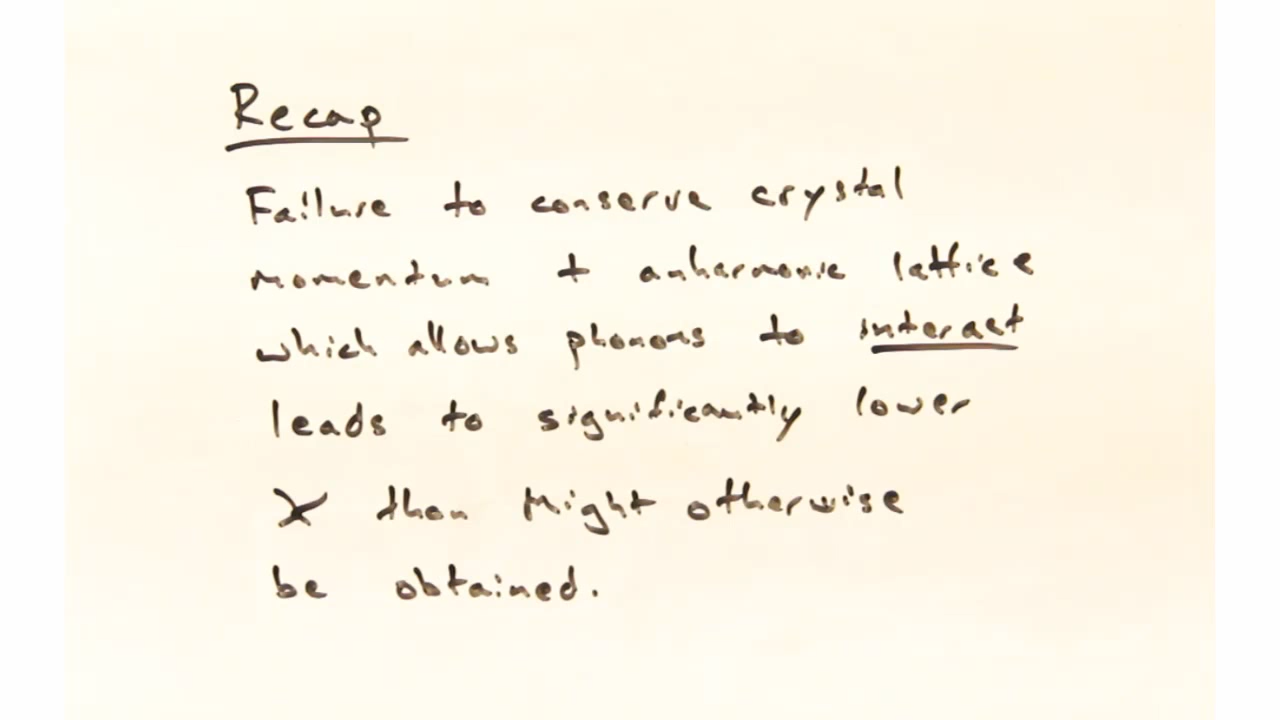 Recap
Failure to conserve crystal
momentum + anharmonic lattice
which allows phonons to interact
leads to significantly lower
ϰ than might otherwise
be obtained.